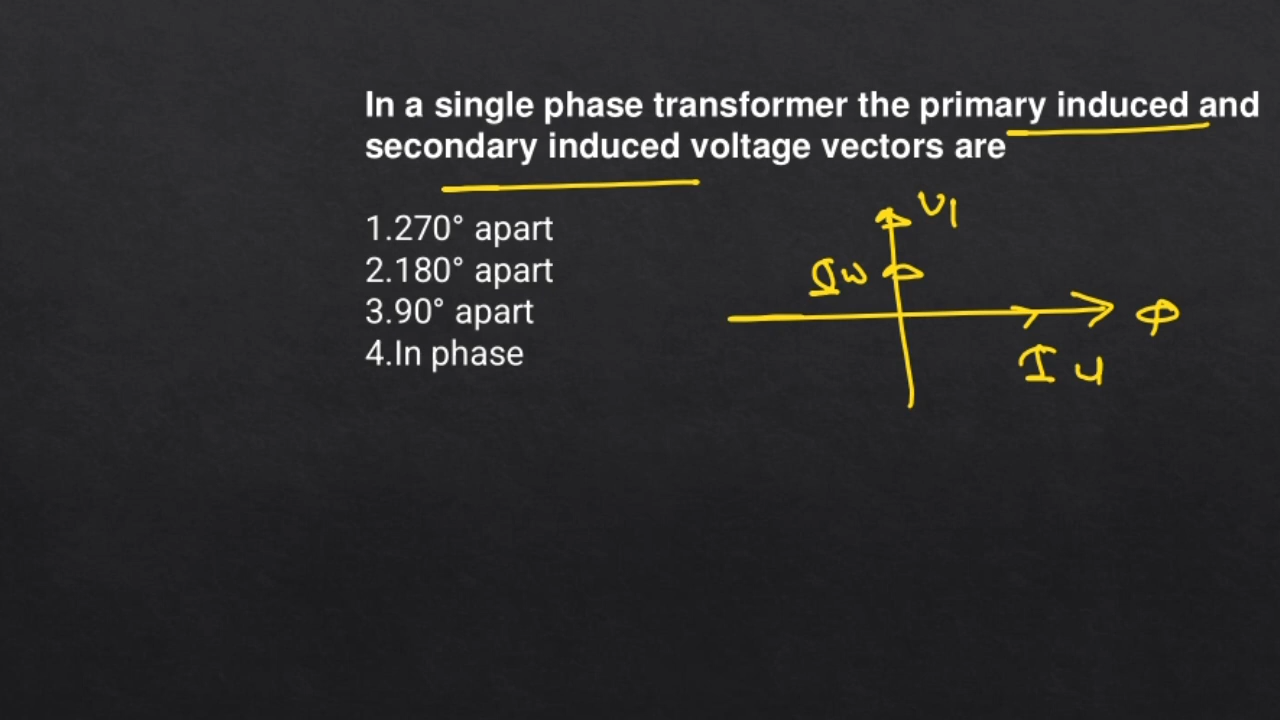 In a single phase transformer the primary induced and
secondary induced voltage vectors are
1.270° apart
2.180° apart
3.90° apart
4.In phase
V1
Iw
Φ
Iu